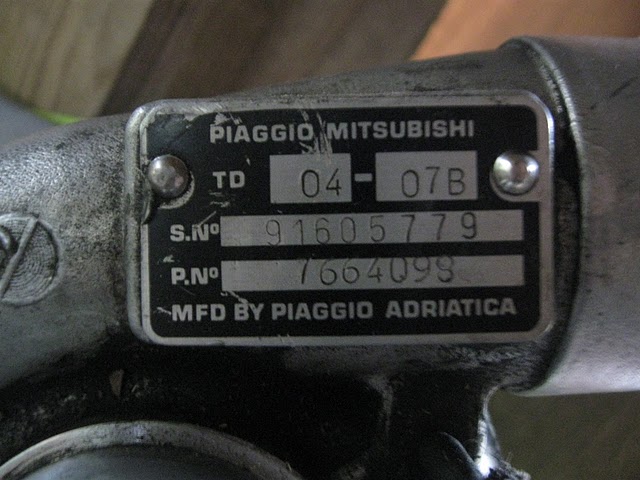 PIAGGIO MITSUBISHI
TD 04-07B
S.Nº 91605779
P.Nº 7664098
MFD BY PIAGGIO ADRIATICA